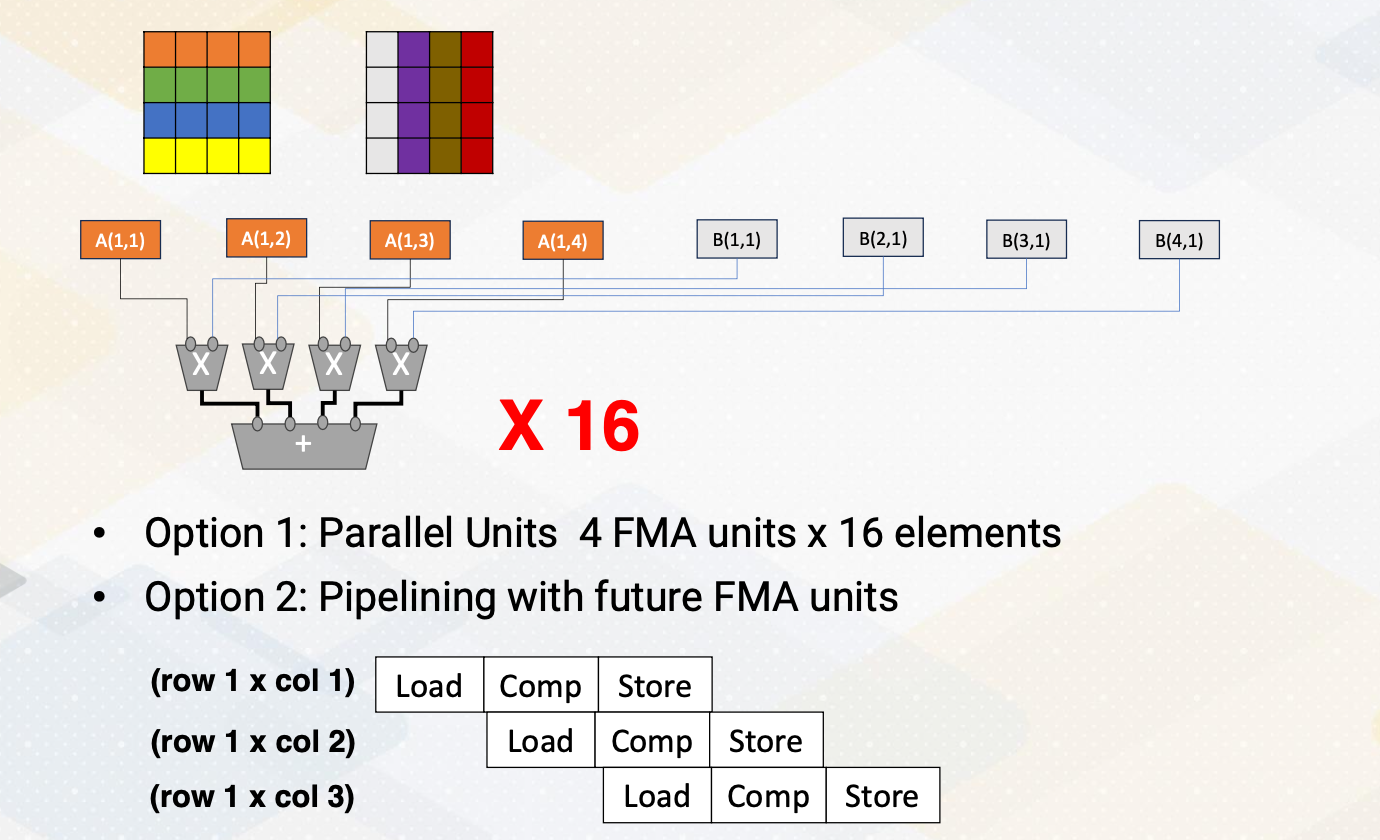 A(1,1) A(1,2) A(1,3) A(1,4) B(1,1) B(2,1) B(3,1) B(4,1)
X X X X
+
X 16
• Option 1: Parallel Units  4 FMA units x 16 elements
• Option 2: Pipelining with future FMA units
(row 1 x col 1) Load Comp Store
(row 1 x col 2) Load Comp Store
(row 1 x col 3) Load Comp Store